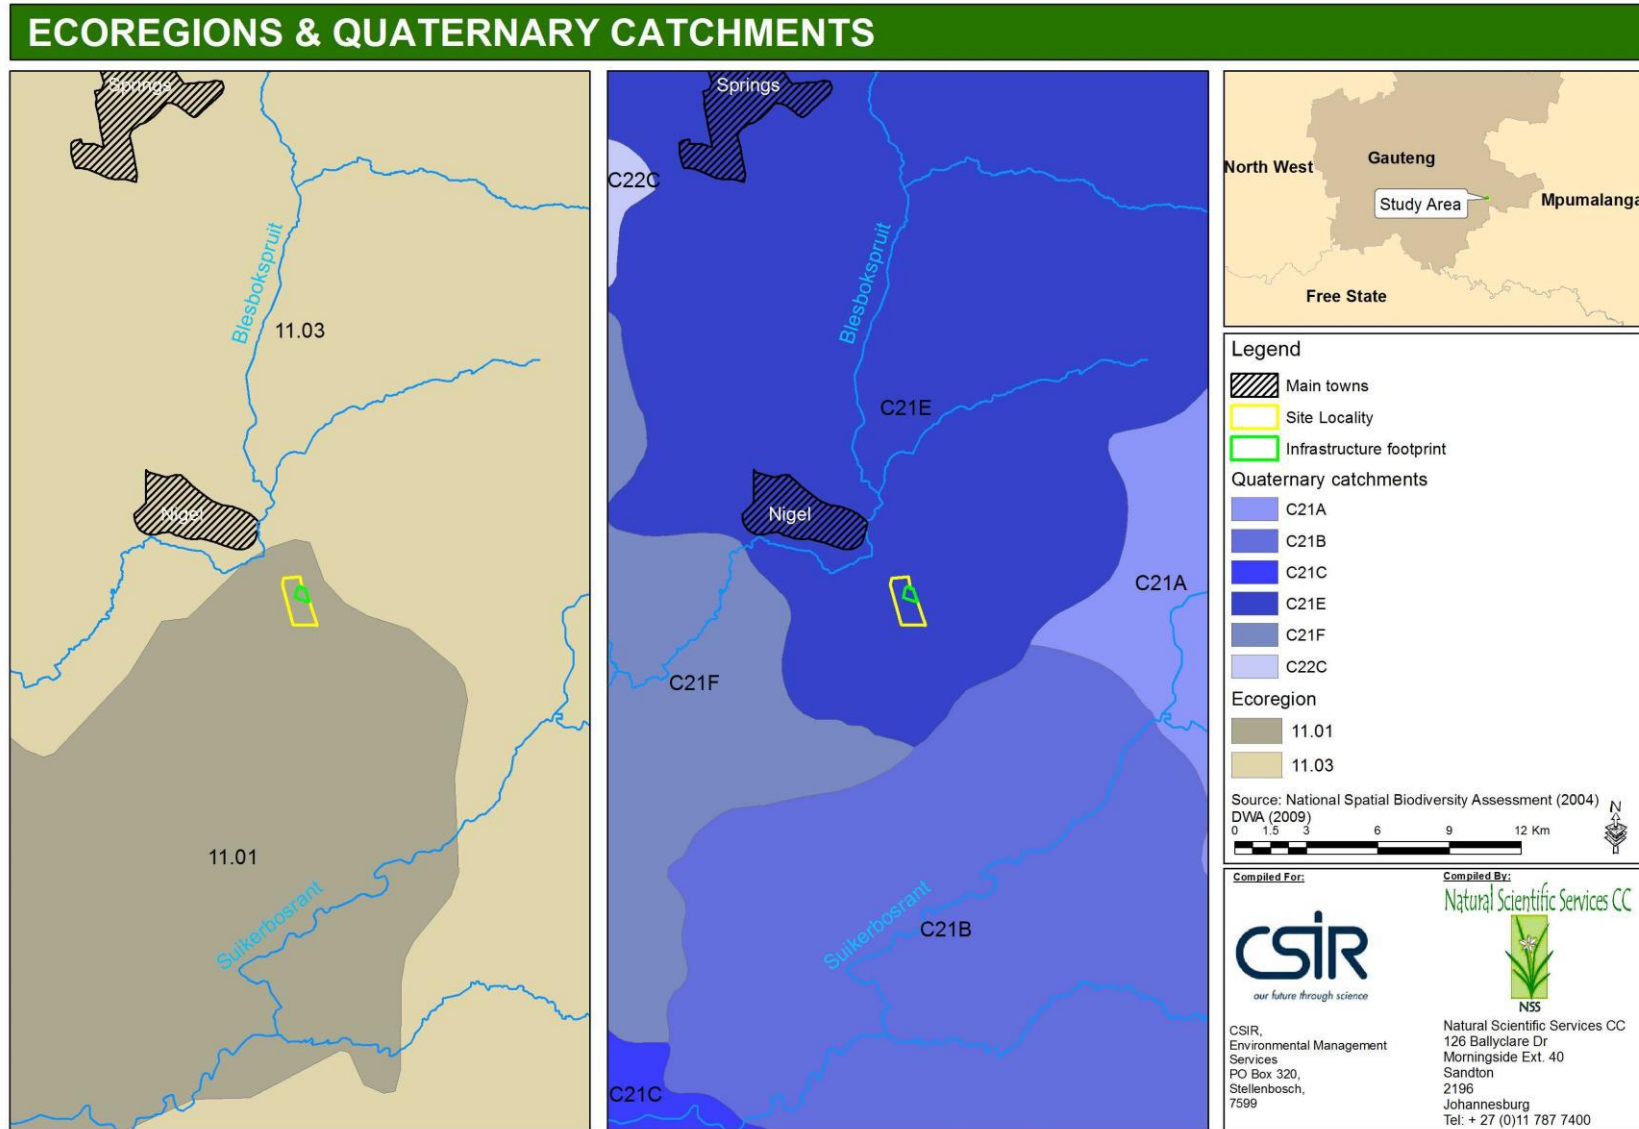 ECOREGIONS & QUATERNARY CATCHMENTS
Springs
Blesbokspruit
11.03
Nigel
11.01
Suikerbosrant
Springs
C22C
Blesbokspruit
C21E
Nigel
C21A
C21F
Suikerbosrant
C21B
C21C
North West
Gauteng
Study Area
Mpumalanga
Free State
Legend
Main towns
Site Locality
Infrastructure footprint
Quaternary catchments
C21A
C21B
C21C
C21E
C21F
C22C
Ecoregion
11.01
11.03
Source: National Spatial Biodiversity Assessment (2004)
DWA (2009)
N
0 1.5 3 6 9 12 Km
Compiled For:
CSIR
our future through science
CSIR,
Environmental Management
Services
PO Box 320,
Stellenbosch,
7599
Compiled By:
Natural Scientific Services CC
NSS
Natural Scientific Services CC
126 Ballyclare Dr
Morningside Ext. 40
Sandton
2196
Johannesburg
Tel: + 27 (0)11 787 7400